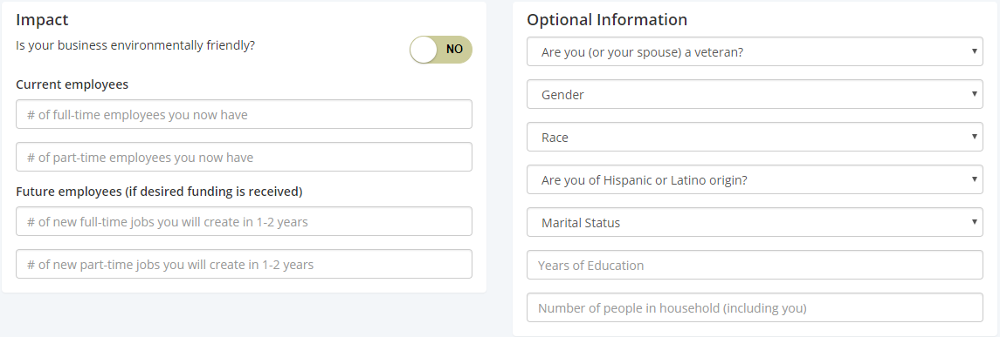 Impact
Is your business environmentally friendly?
NO
Current employees
# of full-time employees you now have
# of part-time employees you now have
Future employees (if desired funding is received)
# of new full-time jobs you will create in 1-2 years
# of new part-time jobs you will create in 1-2 years
Optional Information
Are you (or your spouse) a veteran?
Gender
Race
Are you of Hispanic or Latino origin?
Marital Status
Years of Education
Number of people in household (including you)